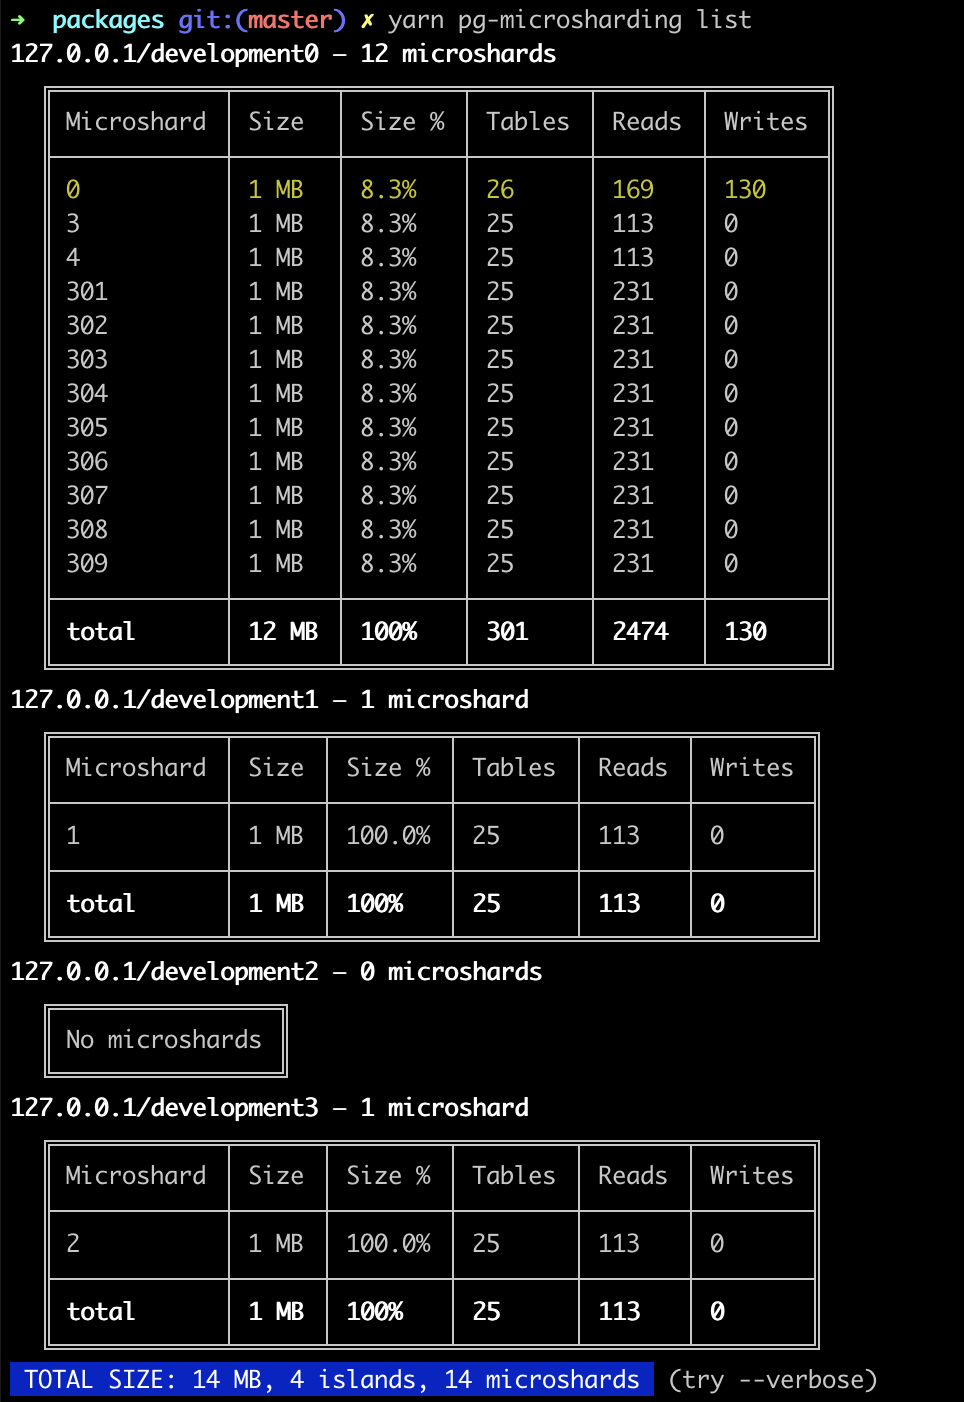 ➜  packages git:(master) ✗ yarn pg-microsharding list
127.0.0.1/development0 — 12 microshards
Microshard Size Size % Tables Reads Writes
0 1 MB 8.3% 26 169 130
3 1 MB 8.3% 25 113 0
4 1 MB 8.3% 25 113 0
301 1 MB 8.3% 25 231 0
302 1 MB 8.3% 25 231 0
303 1 MB 8.3% 25 231 0
304 1 MB 8.3% 25 231 0
305 1 MB 8.3% 25 231 0
306 1 MB 8.3% 25 231 0
307 1 MB 8.3% 25 231 0
308 1 MB 8.3% 25 231 0
309 1 MB 8.3% 25 231 0
total 12 MB 100% 301 2474 130
127.0.0.1/development1 — 1 microshard
Microshard Size Size % Tables Reads Writes
1 1 MB 100.0% 25 113 0
total 1 MB 100% 25 113 0
127.0.0.1/development2 — 0 microshards
No microshards
127.0.0.1/development3 — 1 microshard
Microshard Size Size % Tables Reads Writes
2 1 MB 100.0% 25 113 0
total 1 MB 100% 25 113 0
TOTAL SIZE: 14 MB, 4 islands, 14 microshards (try --verbose)